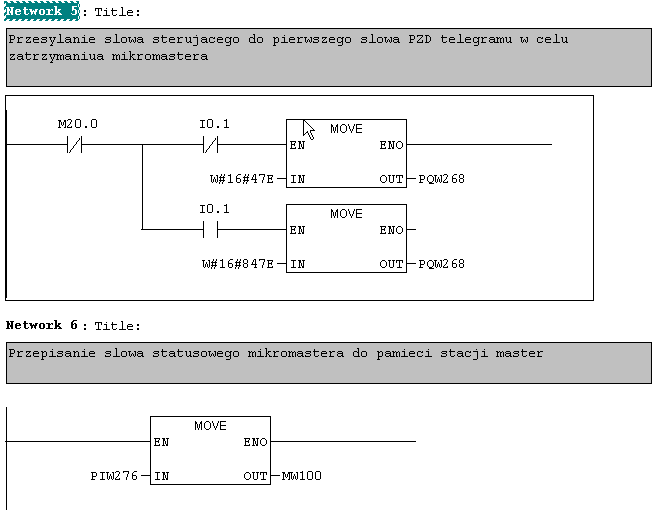 Network 5: Title:
Przesylanie slowa sterujacego do pierwszego slowa PZD telegramu w celu
zatrzymaniua mikromastera
M20.0 I0.1
MOVE
EN ENO
W#16#47E IN OUT PQW268
I0.1
MOVE
EN ENO
W#16#847E IN OUT PQW268
Network 6: Title:
Przepisanie slowa statusowego mikromastera do pamieci stacji master
MOVE
EN ENO
PIW276 IN OUT MW100